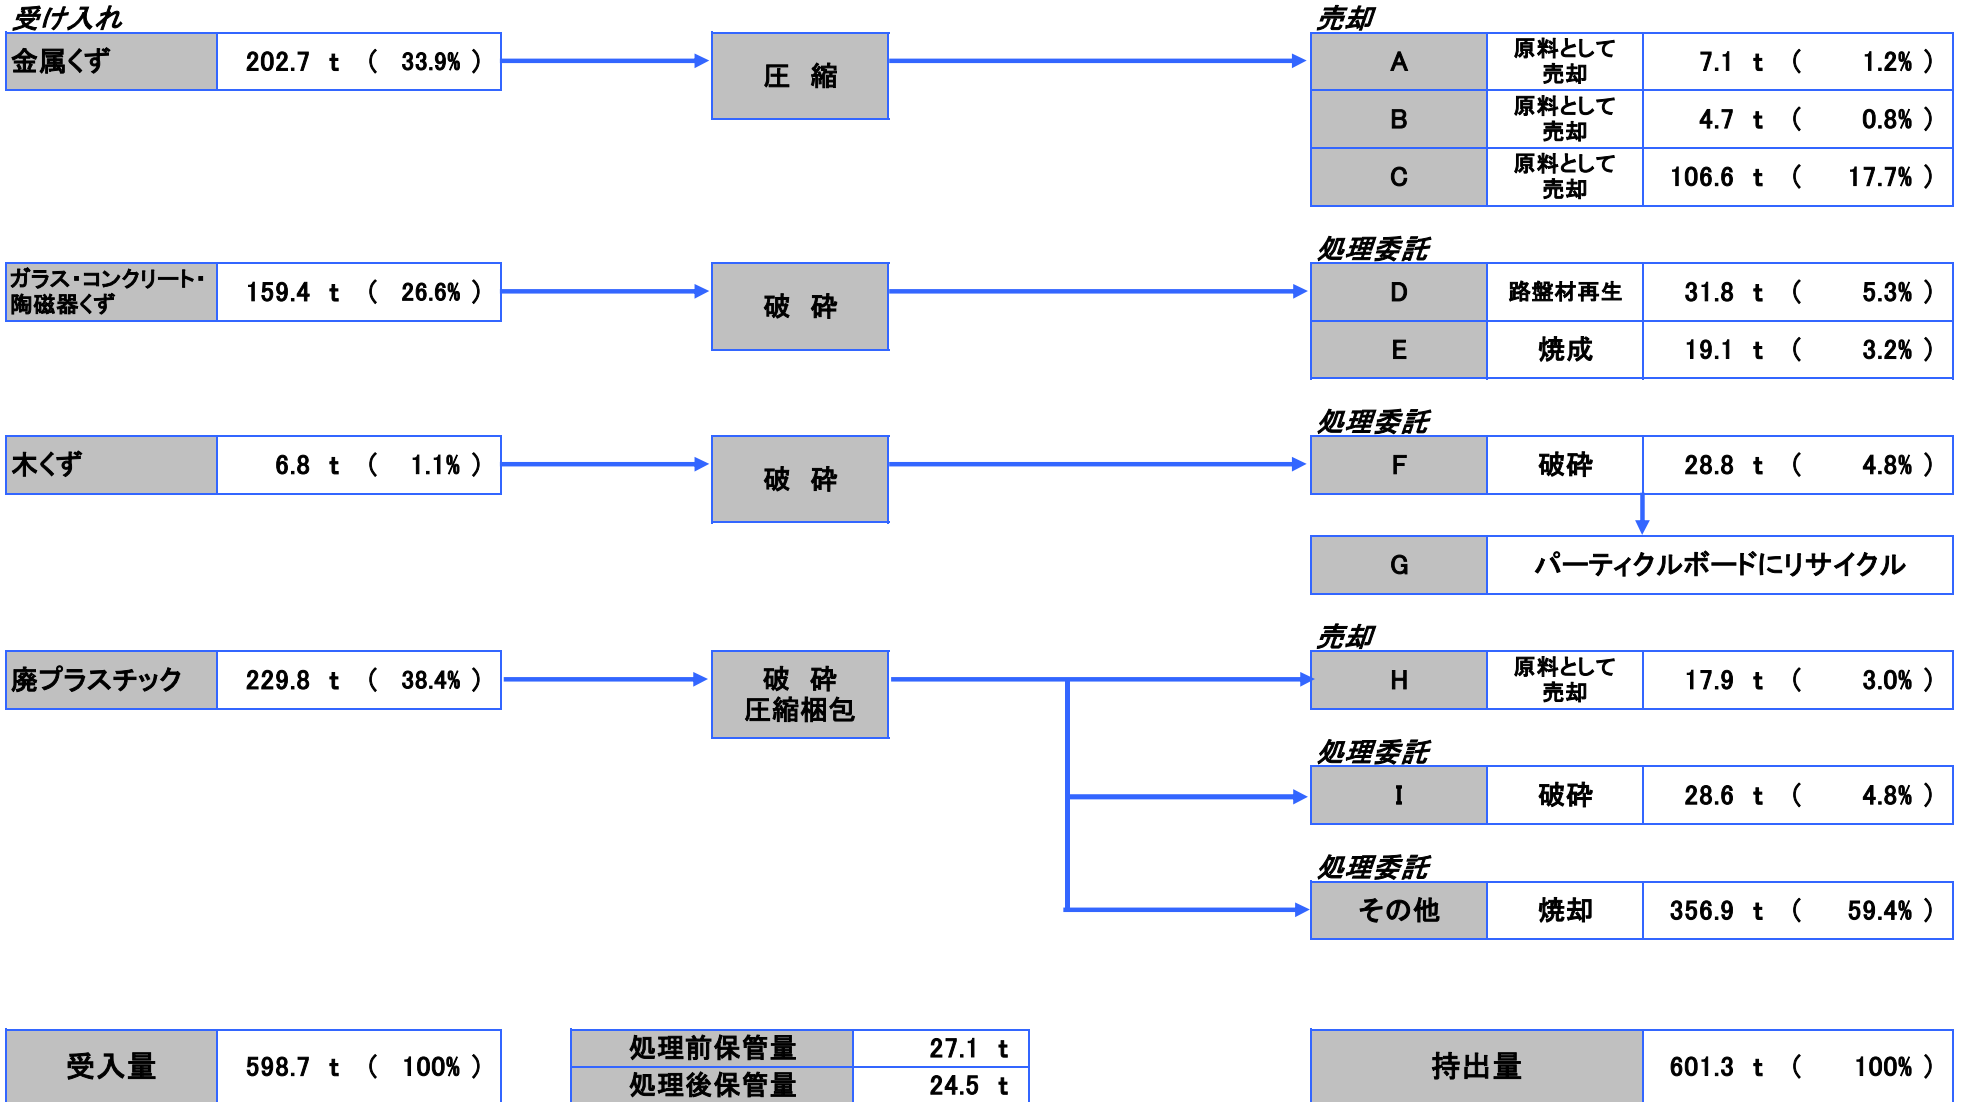 受け入れ
売却
金属くず 202.7 t ( 33.9% )
圧 縮
A 原料として売却 7.1 t ( 1.2% )
B 原料として売却 4.7 t ( 0.8% )
C 原料として売却 106.6 t ( 17.7% )
処理委託
ガラス・コンクリート・
陶磁器くず 159.4 t ( 26.6% )
破 砕
D 路盤材再生 31.8 t ( 5.3% )
E 焼成 19.1 t ( 3.2% )
処理委託
木くず 6.8 t ( 1.1% )
破 砕
F 破砕 28.8 t ( 4.8% )
G パーティクルボードにリサイクル
売却
廃プラスチック 229.8 t ( 38.4% )
破 砕
圧縮梱包
H 原料として売却 17.9 t ( 3.0% )
処理委託
I 破砕 28.6 t ( 4.8% )
処理委託
その他 焼却 356.9 t ( 59.4% )
受入量 598.7 t ( 100% )
処理前保管量 27.1 t
処理後保管量 24.5 t
持出量 601.3 t ( 100% )